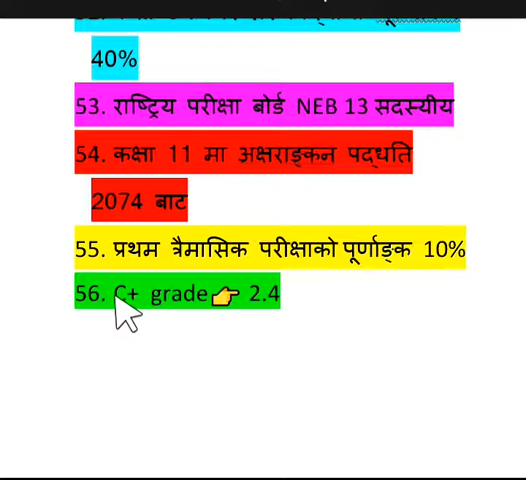 40%
53. राष्ट्रिय परीक्षा बोर्ड NEB 13 सदस्यीय
54. कक्षा 11 मा अक्षराङ्कन पद्धति
2074 बाट
55. प्रथम त्रैमासिक परीक्षाको पूर्णाङ्क 10%
56. C+ grade👉 2.4